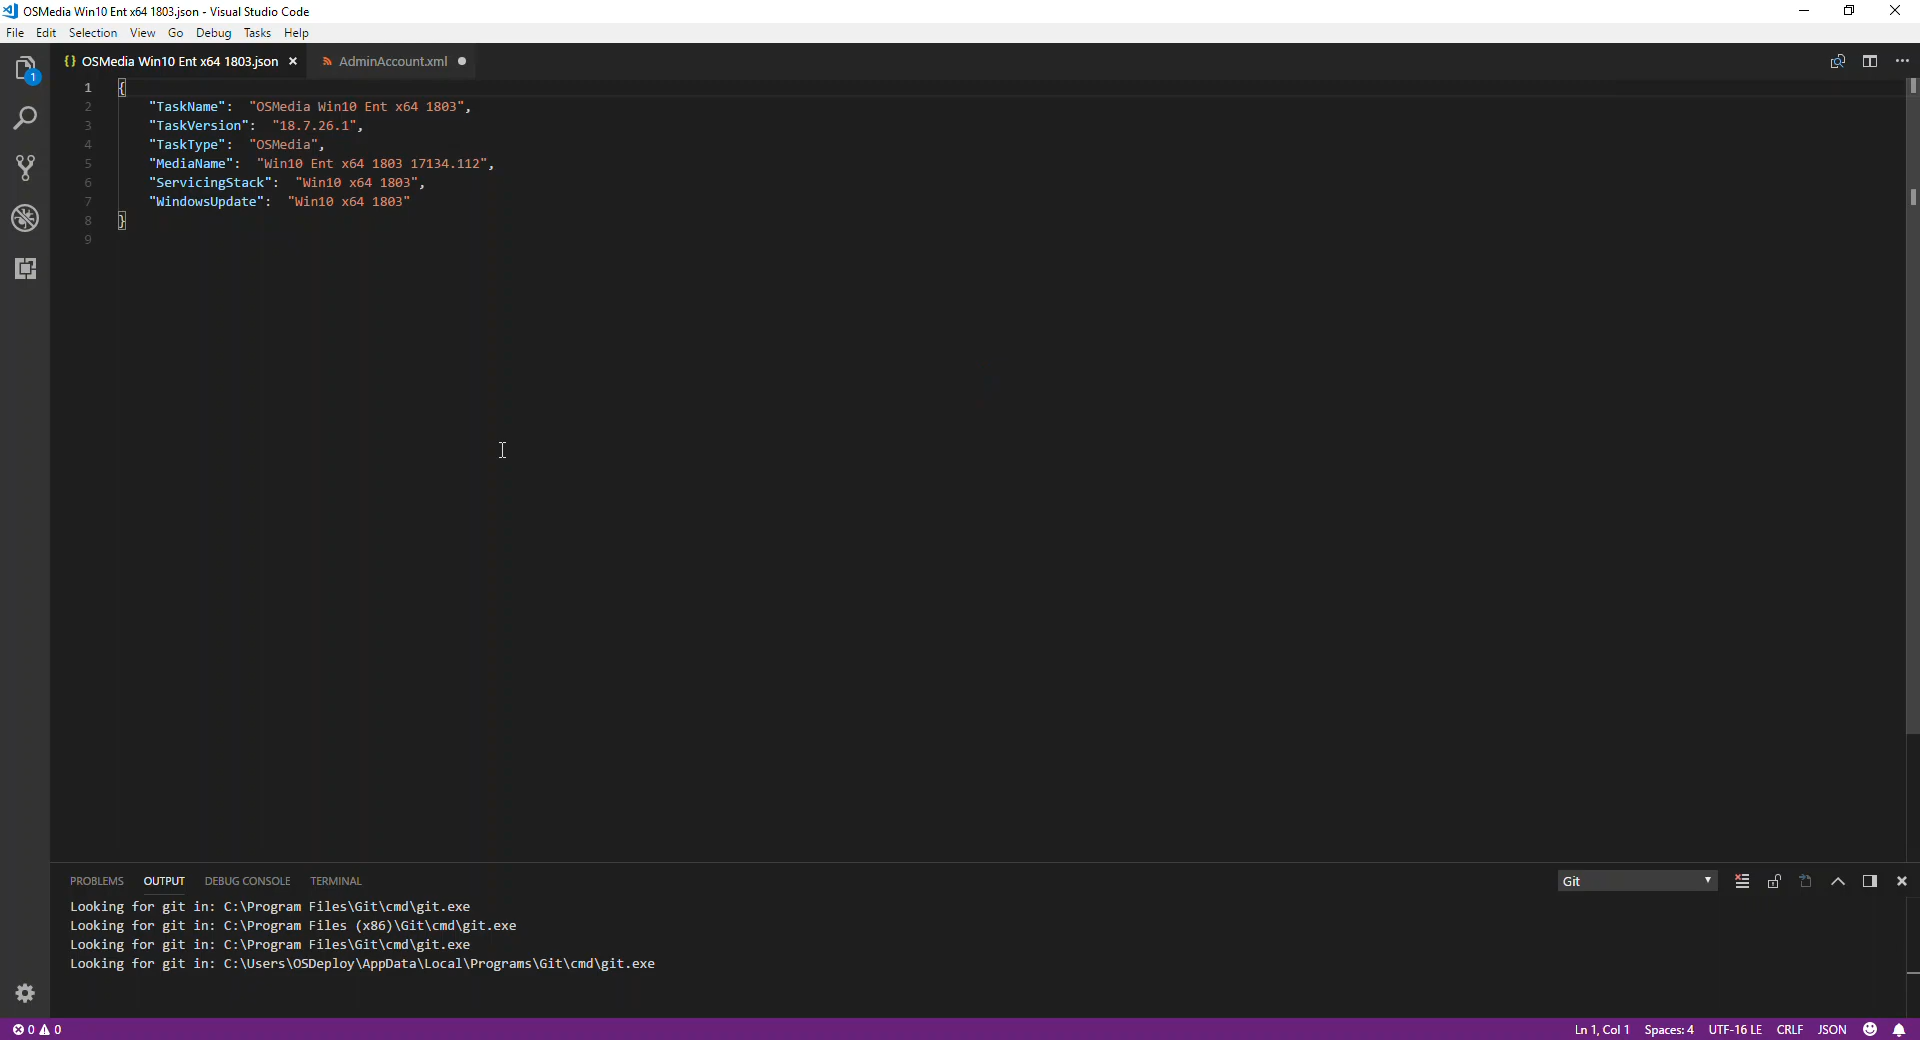 OSMedia Win10 Ent x64 1803.json - Visual Studio Code
File Edit Selection View Go Debug Tasks Help
{} OSMedia Win10 Ent x64 1803.json × AdminAccount.xml
1
1 {
2 "TaskName": "OSMedia Win10 Ent x64 1803",
3 "TaskVersion": "18.7.26.1",
4 "TaskType": "OSMedia",
5 "MediaName": "Win10 Ent x64 1803 17134.112",
6 "ServicingStack": "Win10 x64 1803",
7 "WindowsUpdate": "Win10 x64 1803"
8 }
9
PROBLEMS OUTPUT DEBUG CONSOLE TERMINAL Git
Looking for git in: C:\Program Files\Git\cmd\git.exe
Looking for git in: C:\Program Files (x86)\Git\cmd\git.exe
Looking for git in: C:\Program Files\Git\cmd\git.exe
Looking for git in: C:\Users\OSDeploy\AppData\Local\Programs\Git\cmd\git.exe
0 0 Ln 1, Col 1 Spaces: 4 UTF-16 LE CRLF JSON